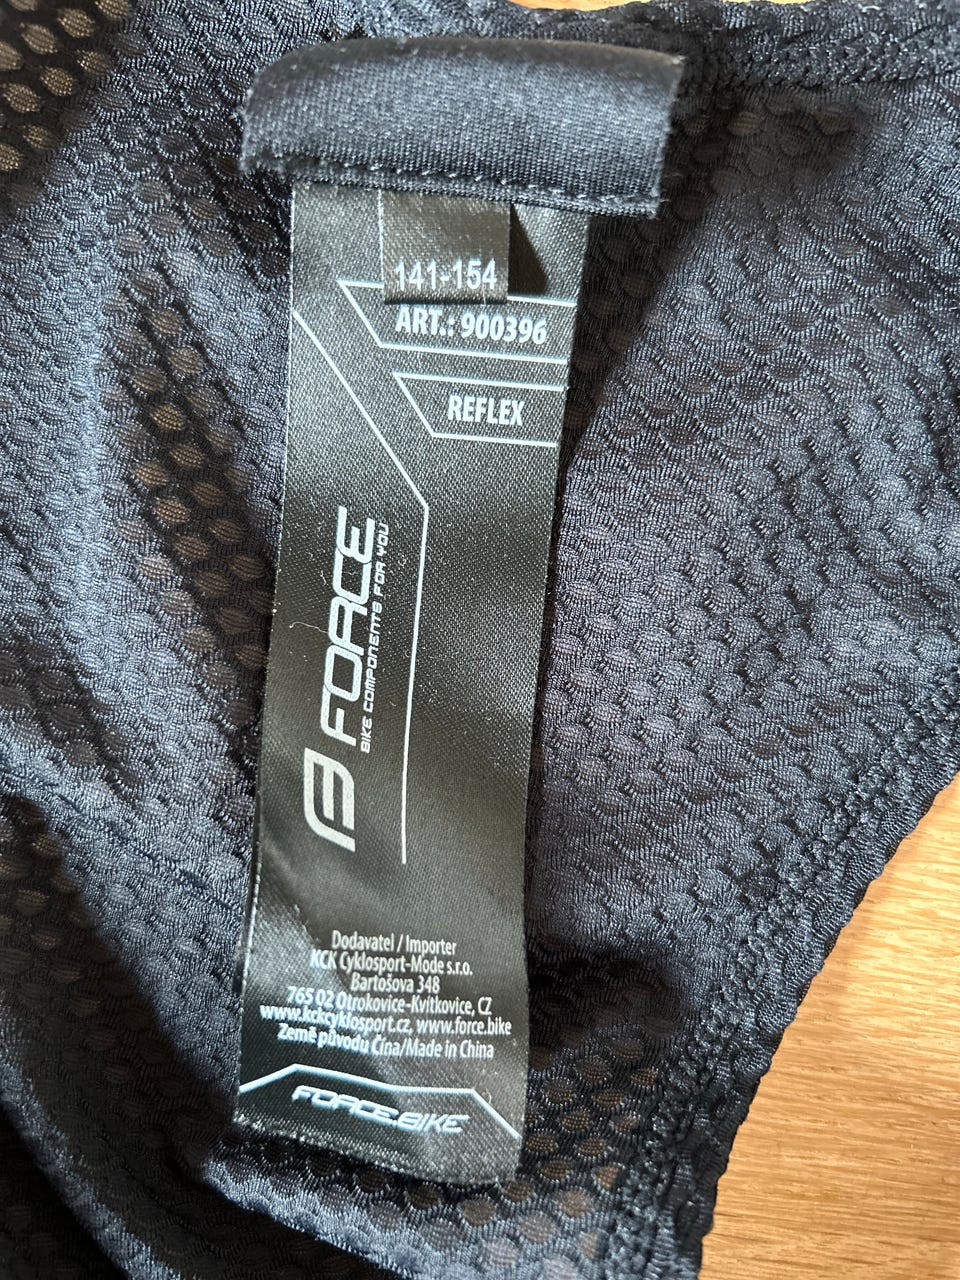 141-154
ART.: 900396
REFLEX
FORCE
BIKE COMPONENTS FOR YOU
Dodavatel / Importer
KCK Cyklosport-Mode s.r.o.
Bartošova 348
765 02 Otrokovice-Kvítkovice, CZ
www.kckcyklosport.cz, www.force.bike
Země původu Čína/Made in China
FORCE.BIKE